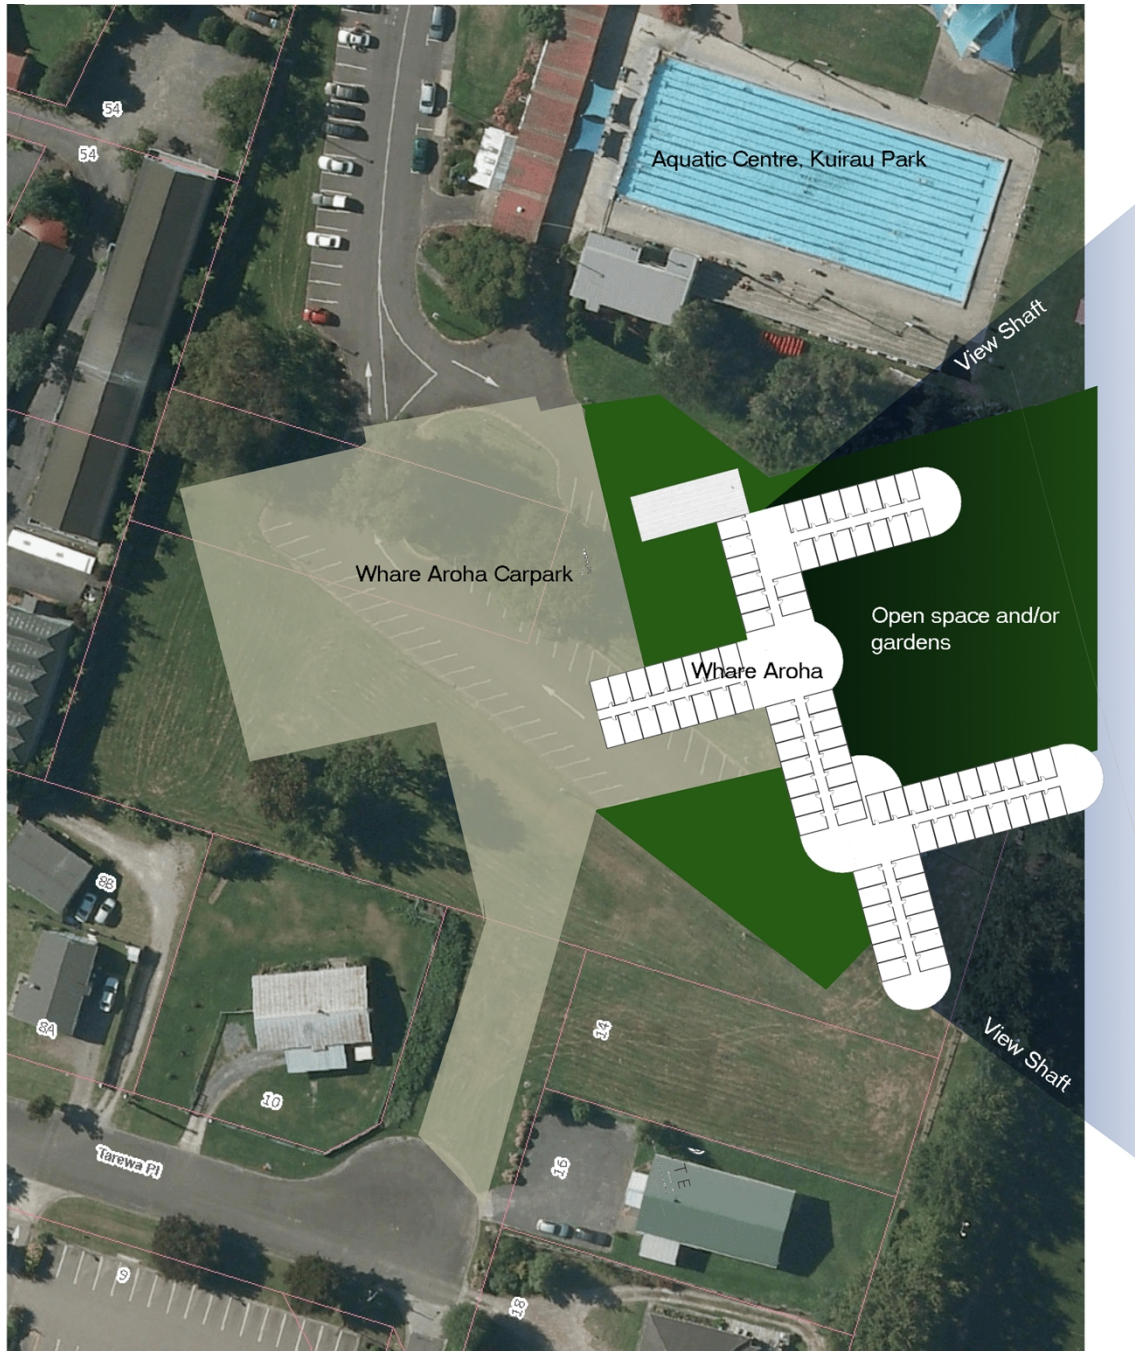 54
54
Aquatic Centre, Kuirau Park
View Shaft
Whare Aroha Carpark
Open space and/or
gardens
Whare Aroha
8B
8A
14
10
Tarewa Pl
16
TE
9
18
View Shaft